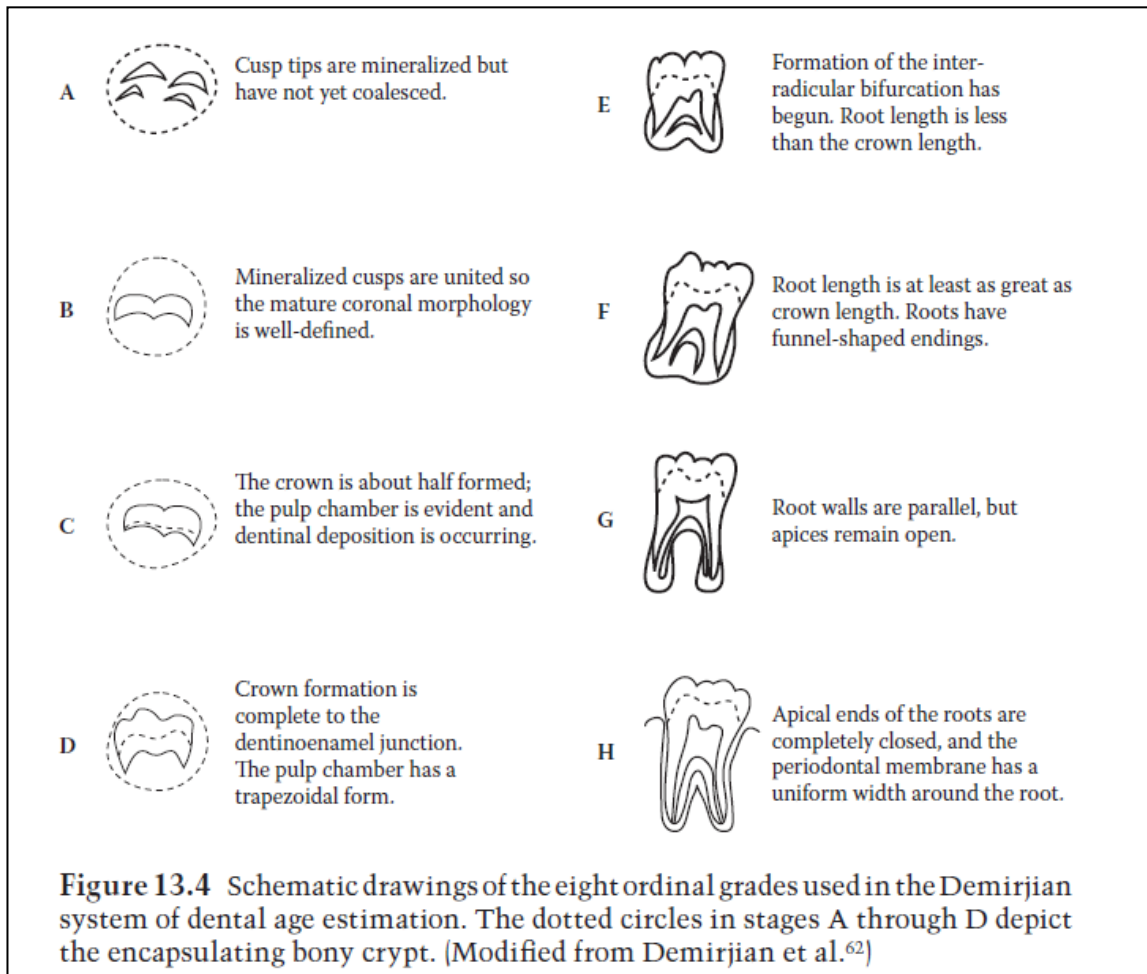 A
Cusp tips are mineralized but
have not yet coalesced.
B
Mineralized cusps are united so
the mature coronal morphology
is well-defined.
C
The crown is about half formed;
the pulp chamber is evident and
dentinal deposition is occurring.
D
Crown formation is
complete to the
dentinoenamel junction.
The pulp chamber has a
trapezoidal form.
E
Formation of the inter-
radicular bifurcation has
begun. Root length is less
than the crown length.
F
Root length is at least as great as
crown length. Roots have
funnel-shaped endings.
G
Root walls are parallel, but
apices remain open.
H
Apical ends of the roots are
completely closed, and the
periodontal membrane has a
uniform width around the root.
Figure 13.4 Schematic drawings of the eight ordinal grades used in the Demirjian
system of dental age estimation. The dotted circles in stages A through D depict
the encapsulating bony crypt. (Modified from Demirjian et al.⁶²)